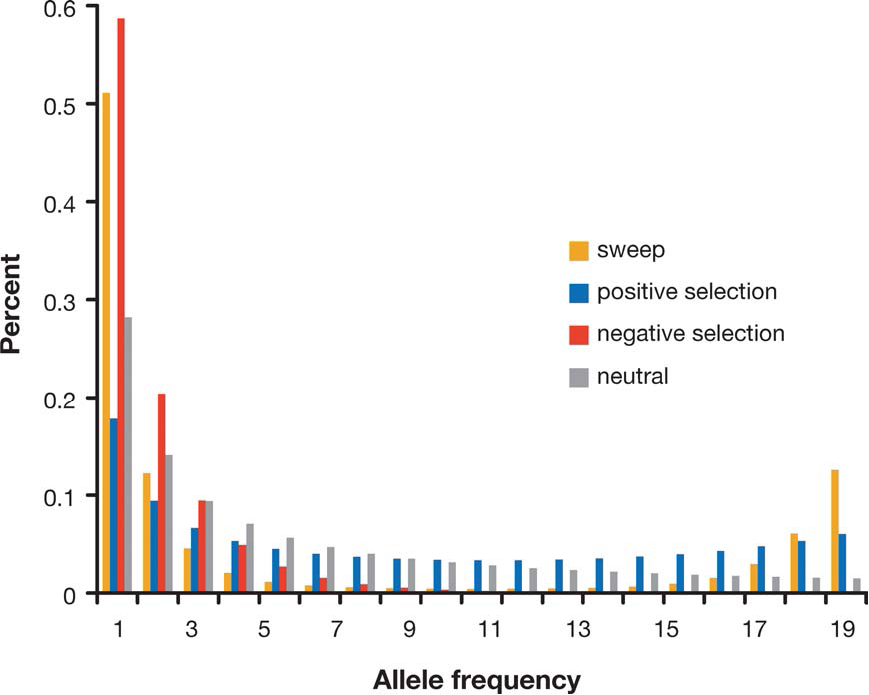 0.6
0.5
0.4
0.3
0.2
0.1
0
Percent
sweep
positive selection
negative selection
neutral
1 3 5 7 9 11 13 15 17 19
Allele frequency